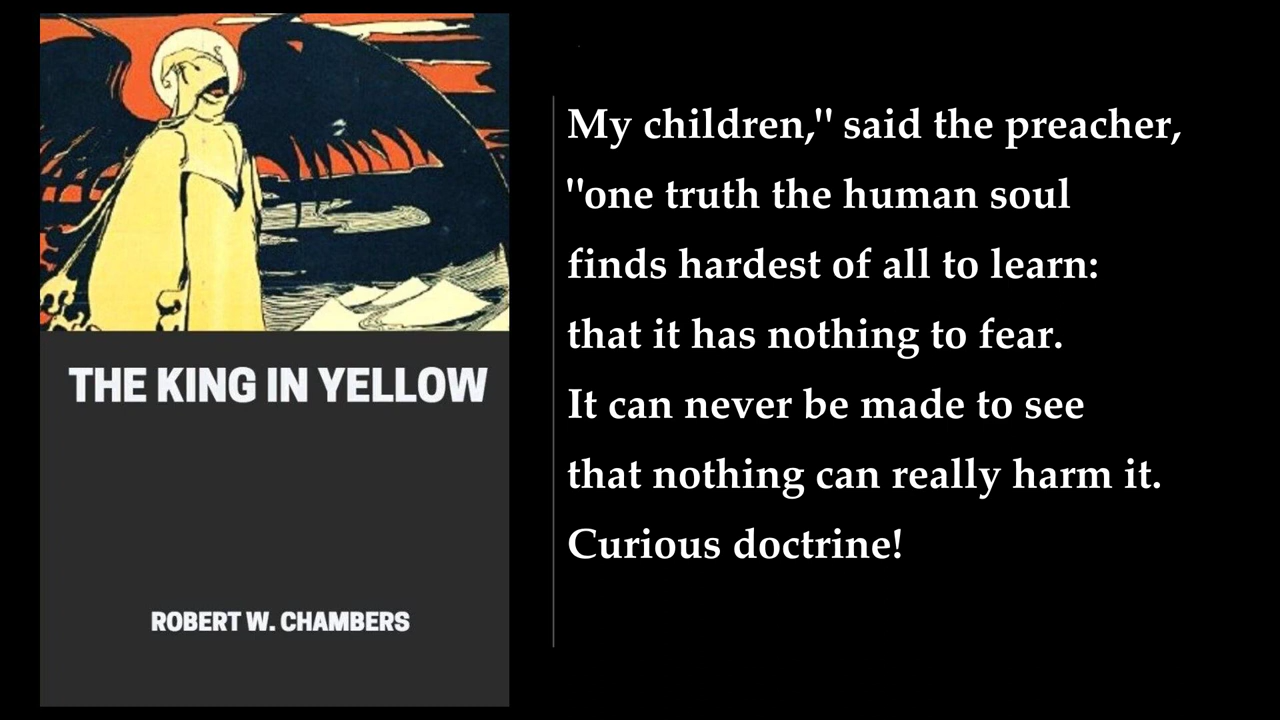 THE KING IN YELLOW
ROBERT W. CHAMBERS
My children," said the preacher,
"one truth the human soul
finds hardest of all to learn:
that it has nothing to fear.
It can never be made to see
that nothing can really harm it.
Curious doctrine!